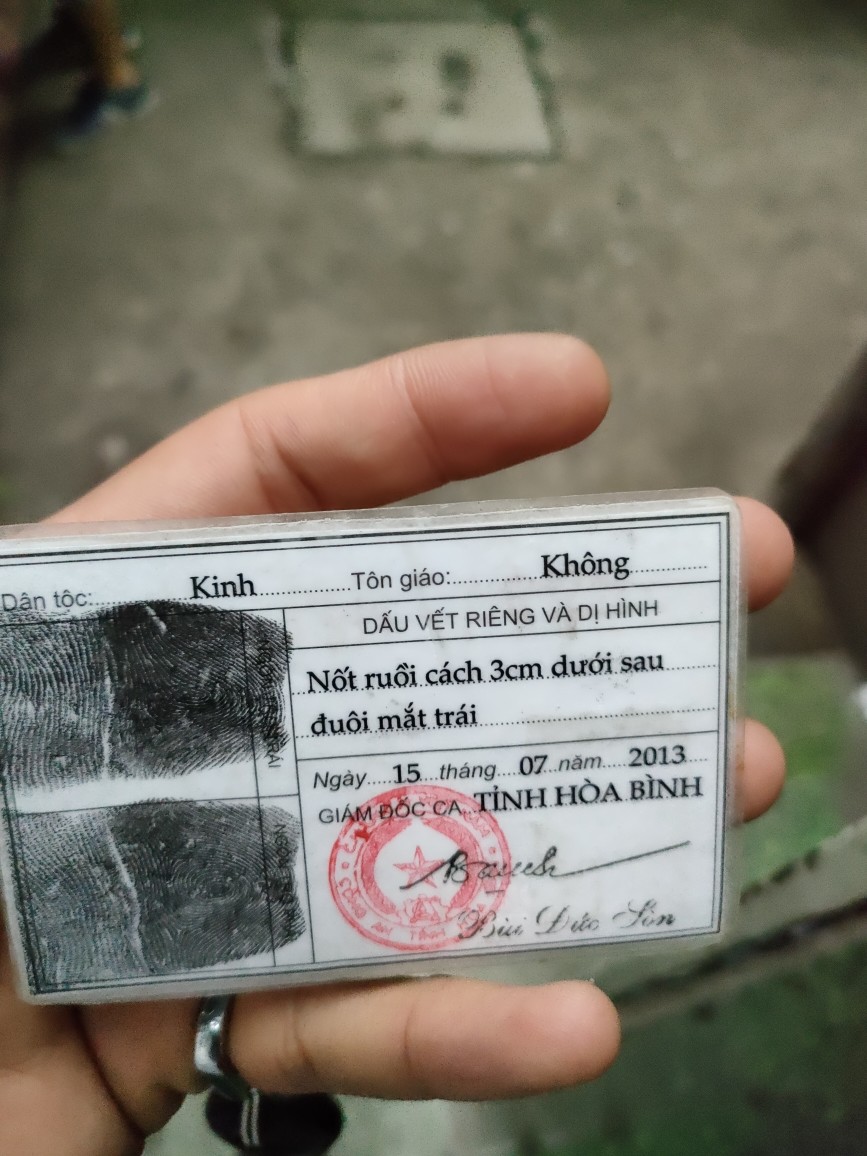 Dân tộc: Kinh Tôn giáo: Không
DẤU VẾT RIÊNG VÀ DỊ HÌNH
Nốt ruồi cách 3cm dưới sau
đuôi mắt trái
Ngày 15 tháng 07 năm 2013
GIÁM ĐỐC CA TỈNH HÒA BÌNH
Bùi Đức Sôn